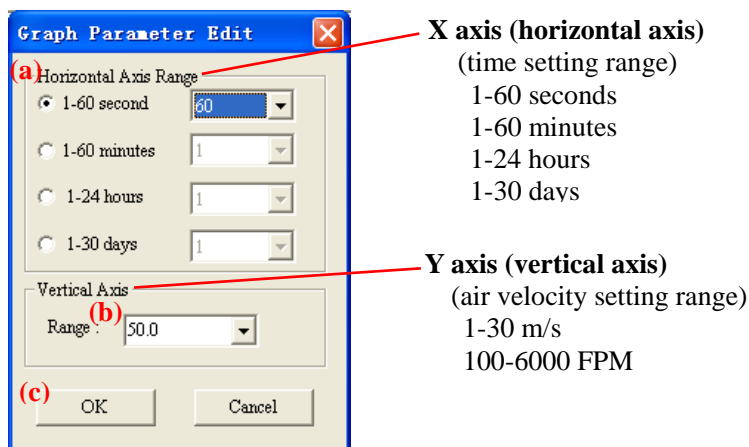 Graph Parameter Edit
(a) Horizontal Axis Range
1-60 second 60
1-60 minutes 1
1-24 hours 1
1-30 days 1
Vertical Axis
(b)
Range : 50.0
(c)
OK Cancel
X axis (horizontal axis)
(time setting range)
1-60 seconds
1-60 minutes
1-24 hours
1-30 days
Y axis (vertical axis)
(air velocity setting range)
1-30 m/s
100-6000 FPM